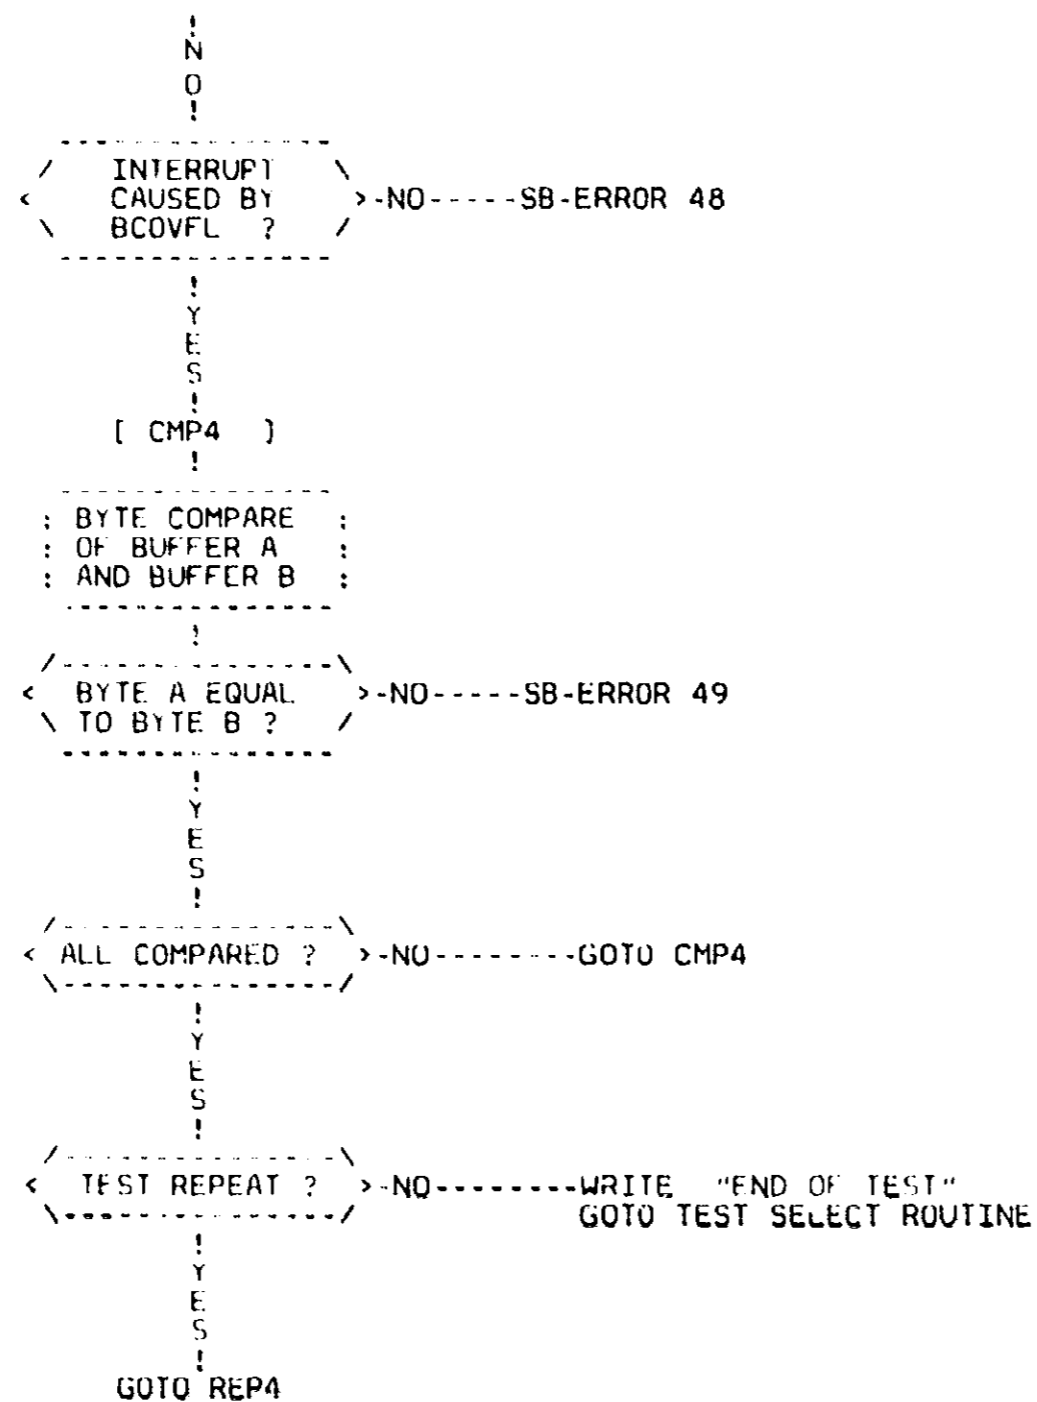 !
N
O
!
---------------
/ INTERRUPT \
< CAUSED BY >-NO-----SB-ERROR 48
\ BCOVFL ? /
---------------
!
Y
E
S
!
[ CMP4 ]
!
---------------
: BYTE COMPARE :
: OF BUFFER A :
: AND BUFFER B :
---------------
!
/---------------\
< BYTE A EQUAL >-NO-----SB-ERROR 49
\ TO BYTE B ? /
---------------
!
Y
E
S
!
/---------------\
< ALL COMPARED ? >-NO--------GOTO CMP4
\---------------/
!
Y
E
S
!
/---------------\
< TEST REPEAT ? >-NO--------WRITE "END OF TEST"
\---------------/ GOTO TEST SELECT ROUTINE
!
Y
E
S
!
GOTO REP4